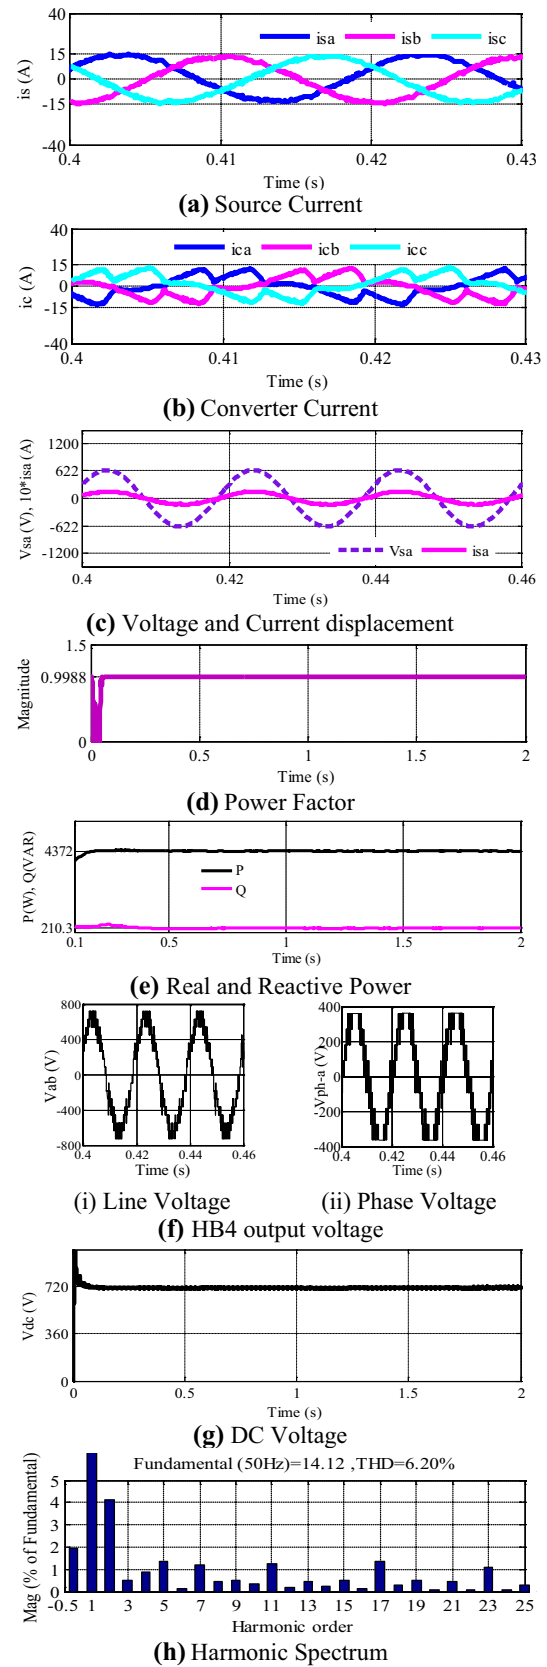 40
isa
isb
isc
15
0
-15
-40
is (A)
0.4
0.41
0.42
0.43
Time (s)
(a) Source Current
40
ica
icb
icc
15
0
-15
-40
ic (A)
0.4
0.41
0.42
0.43
Time (s)
(b) Converter Current
1200
622
0
-622
-1200
Vsa (V), 10*isa (A)
Vsa
isa
0.4
0.42
0.44
0.46
Time (s)
(c) Voltage and Current displacement
1.5
0.9988
0
Magnitude
0
0.5
1
1.5
2
Time (s)
(d) Power Factor
4372
210.3
P(W), Q(VAR)
P
Q
0.1
0.5
1
1.5
2
Time (s)
(e) Real and Reactive Power
800
400
0
-400
-800
Vab (V)
0.4
0.42
0.44
0.46
Time (s)
400
200
0
-200
-400
Vph-a (V)
0.4
0.42
0.44
0.46
Time (s)
(i) Line Voltage
(ii) Phase Voltage
(f) HB4 output voltage
720
360
0
Vdc (V)
0
0.5
1
1.5
2
Time (s)
(g) DC Voltage
Fundamental (50Hz)=14.12 ,THD=6.20%
5
4
3
2
1
0
Mag (% of Fundamental)
-0.5
1
3
5
7
9
11
13
15
17
19
21
23
25
Harmonic order
(h) Harmonic Spectrum